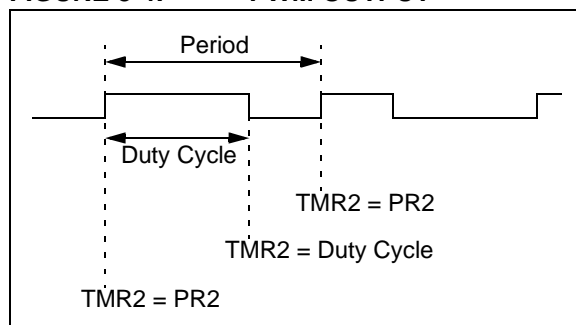 Period
Duty Cycle
TMR2 = PR2
TMR2 = Duty Cycle
TMR2 = PR2